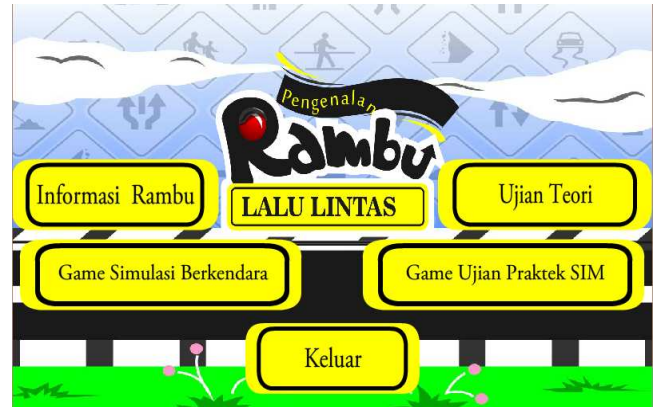 Pengenalan
Rambu
LALU LINTAS
Informasi Rambu
Ujian Teori
Game Simulasi Berkendara
Game Ujian Praktek SIM
Keluar